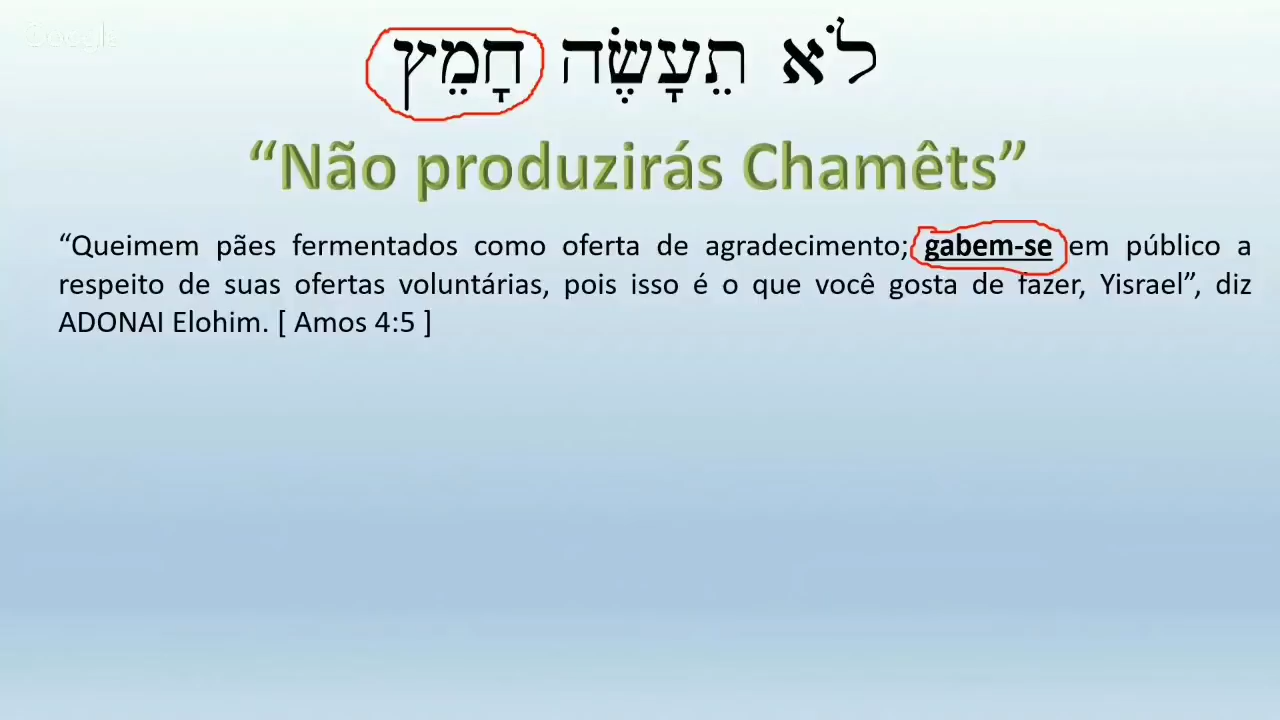 לֹא תֵעָשֶׂה חָמֵץ
“Não produzirás Chamêts”
“Queimem pães fermentados como oferta de agradecimento; gabem-se em público a
respeito de suas ofertas voluntárias, pois isso é o que você gosta de fazer, Yisrael”, diz
ADONAI Elohim. [ Amos 4:5 ]